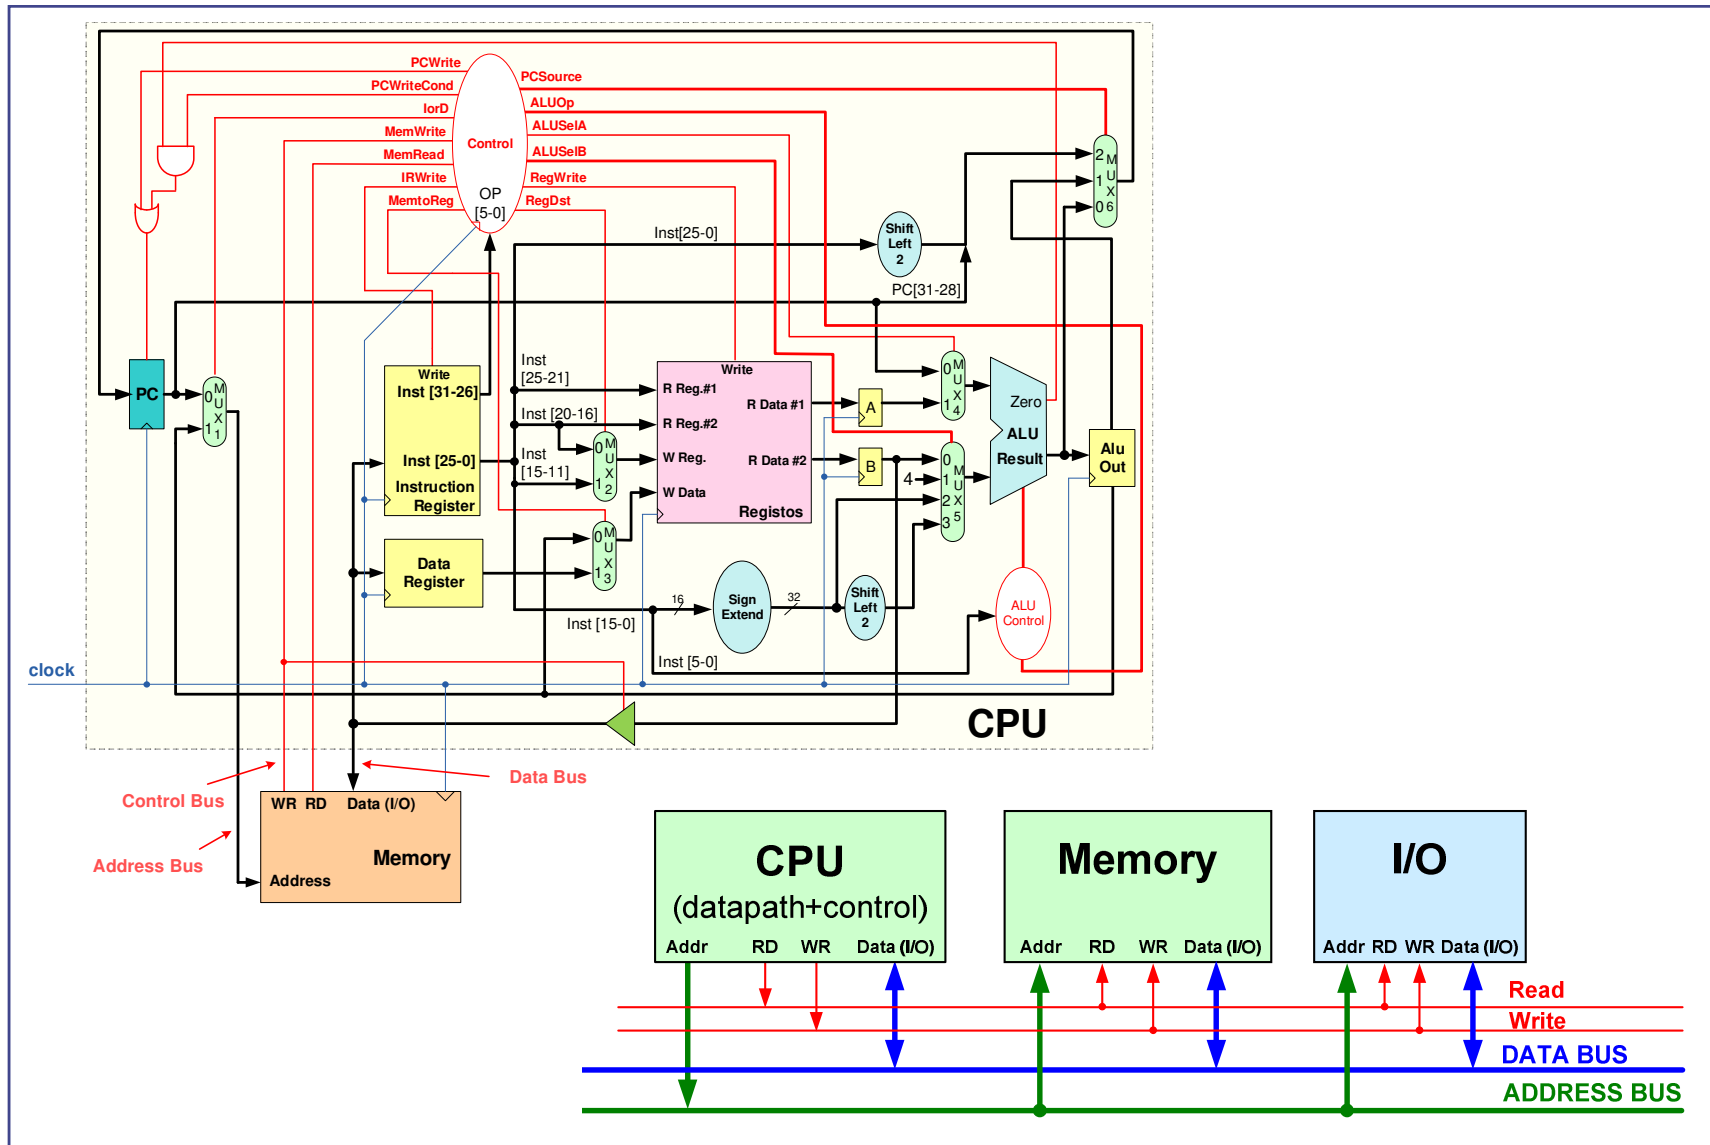 PCWrite
PCWriteCond
IorD
MemWrite
MemRead
IRWrite
MemtoReg
Control
OP
[5-0]
PCSource
ALUOp
ALUSelA
ALUSelB
RegWrite
RegDst
2
1
0
MUX6
Inst[25-0]
Shift
Left
2
PC[31-28]
PC
0
1
MUX1
Write
Inst [31-26]
Inst [25-0]
Instruction
Register
Data
Register
Inst
[25-21]
Inst [20-16]
Inst
[15-11]
0
1
MUX2
0
1
MUX3
Write
R Reg.#1
R Reg.#2
W Reg.
W Data
R Data #1
R Data #2
Registos
A
B
0
1
MUX4
4
0
1
2
3
MUX5
Zero
ALU
Result
Alu
Out
Inst [15-0]
16
Sign
Extend
32
Shift
Left
2
ALU
Control
Inst [5-0]
clock
CPU
Control Bus
Data Bus
Address Bus
WR RD Data (I/O)
Memory
Address
CPU
(datapath+control)
Addr RD WR Data (I/O)
Memory
Addr RD WR Data (I/O)
I/O
Addr RD WR Data (I/O)
Read
Write
DATA BUS
ADDRESS BUS